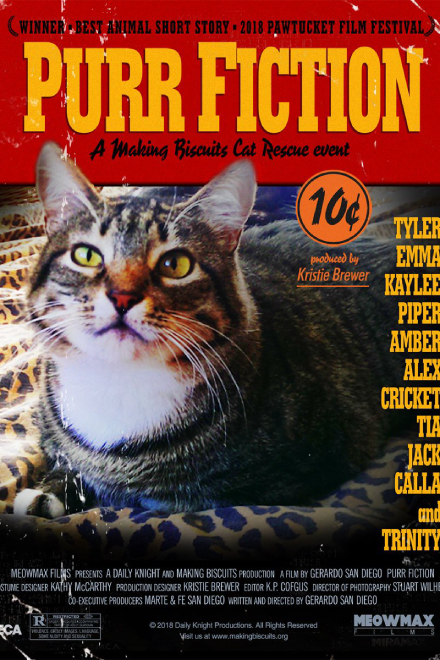 WINNER - BEST ANIMAL SHORT STORY - 2018 PAWTUCKET FILM FESTIVAL
PURR FICTION
A Making Biscuits Cat Rescue event
10¢
produced by
Kristie Brewer
TYLER
EMMA
KAYLEE
PIPER
AMBER
ALEX
CRICKET
TIA
JACK
CALLA
and
TRINITY
MEOWMAX FILMS PRESENTS A DAILY KNIGHT AND MAKING BISCUITS PRODUCTION A FILM BY GERARDO SAN DIEGO PURR FICTION
OSTUME DESIGNER KATHY McCARTHY PRODUCTION DESIGNER KRISTIE BREWER EDITOR K.P. COFGUS DIRECTOR OF PHOTOGRAPHY STUART WILHE
CO-EXECUTIVE PRODUCERS MARTE & FE SAN DIEGO WRITTEN AND DIRECTED BY GERARDO SAN DIEGO
R RESTRICTED
© 2018 Daily Knight Productions. All Rights Reserved
Visit us at www.makingbiscuits.org
MEOWMAX
FILMS